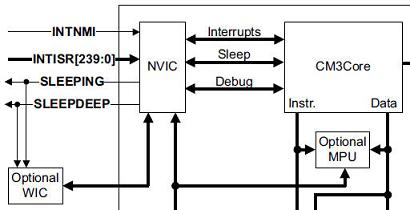 INTNMI
INTISR[239:0]
SLEEPING
SLEEPDEEP
NVIC
Interrupts
Sleep
Debug
CM3Core
Instr. Data
Optional
MPU
Optional
WIC